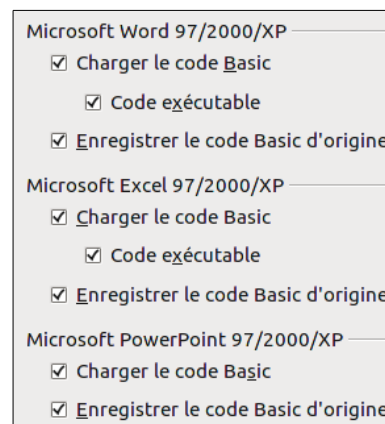 Microsoft Word 97/2000/XP
Charger le code Basic
Code exécutable
Enregistrer le code Basic d'origine
Microsoft Excel 97/2000/XP
Charger le code Basic
Code exécutable
Enregistrer le code Basic d'origine
Microsoft PowerPoint 97/2000/XP
Charger le code Basic
Enregistrer le code Basic d'origine